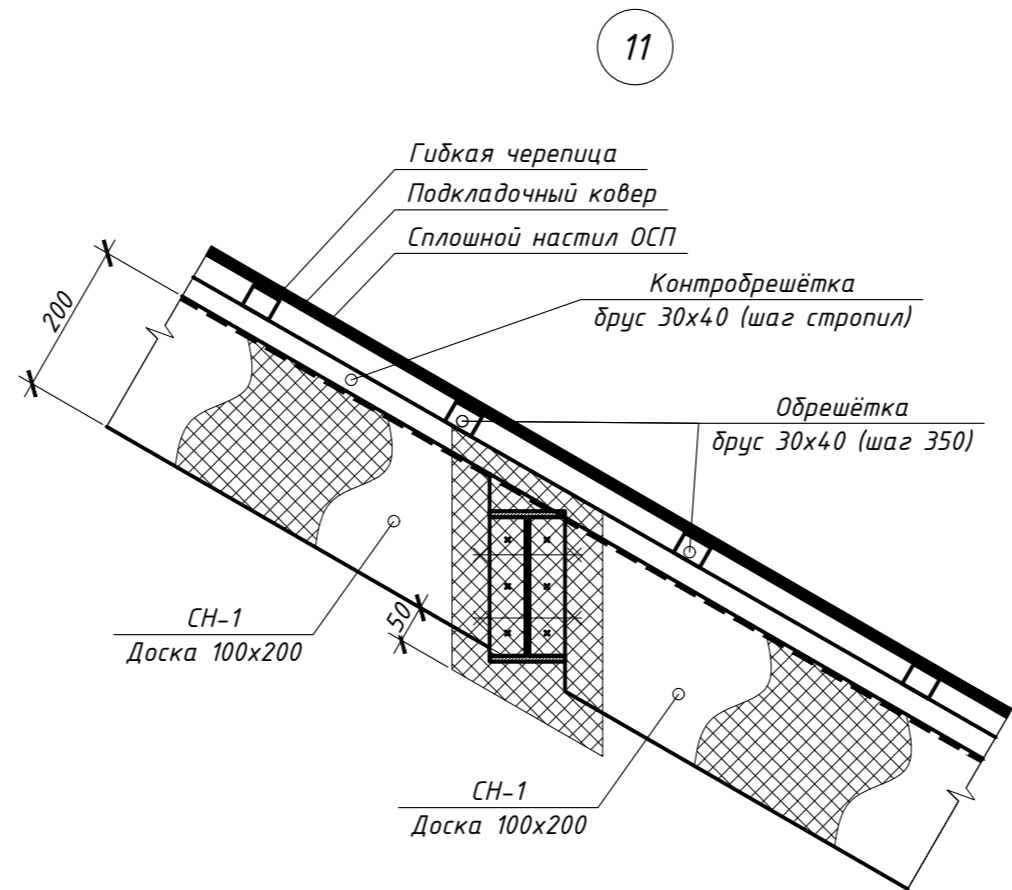 11
Гибкая черепица
Подкладочный ковер
Сплошной настил ОСП
Контробрешётка
брус 30х40 (шаг стропил)
200
Обрешётка
брус 30х40 (шаг 350)
СН-1
Доска 100х200
50
СН-1
Доска 100х200